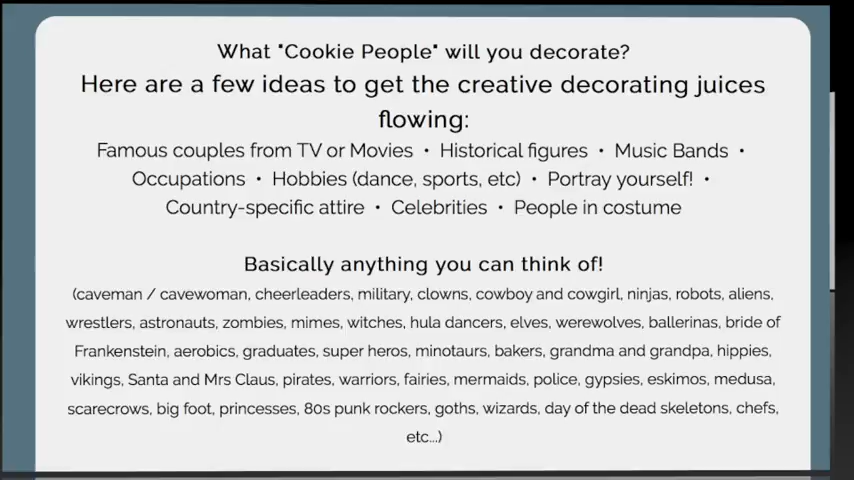 What "Cookie People" will you decorate?
Here are a few ideas to get the creative decorating juices
flowing:
Famous couples from TV or Movies • Historical figures • Music Bands •
Occupations • Hobbies (dance, sports, etc) • Portray yourself! •
Country-specific attire • Celebrities • People in costume
Basically anything you can think of!
(caveman / cavewoman, cheerleaders, military, clowns, cowboy and cowgirl, ninjas, robots, aliens,
wrestlers, astronauts, zombies, mimes, witches, hula dancers, elves, werewolves, ballerinas, bride of
Frankenstein, aerobics, graduates, super heros, minotaurs, bakers, grandma and grandpa, hippies,
vikings, Santa and Mrs Claus, pirates, warriors, fairies, mermaids, police, gypsies, eskimos, medusa,
scarecrows, big foot, princesses, 80s punk rockers, goths, wizards, day of the dead skeletons, chefs,
etc...)